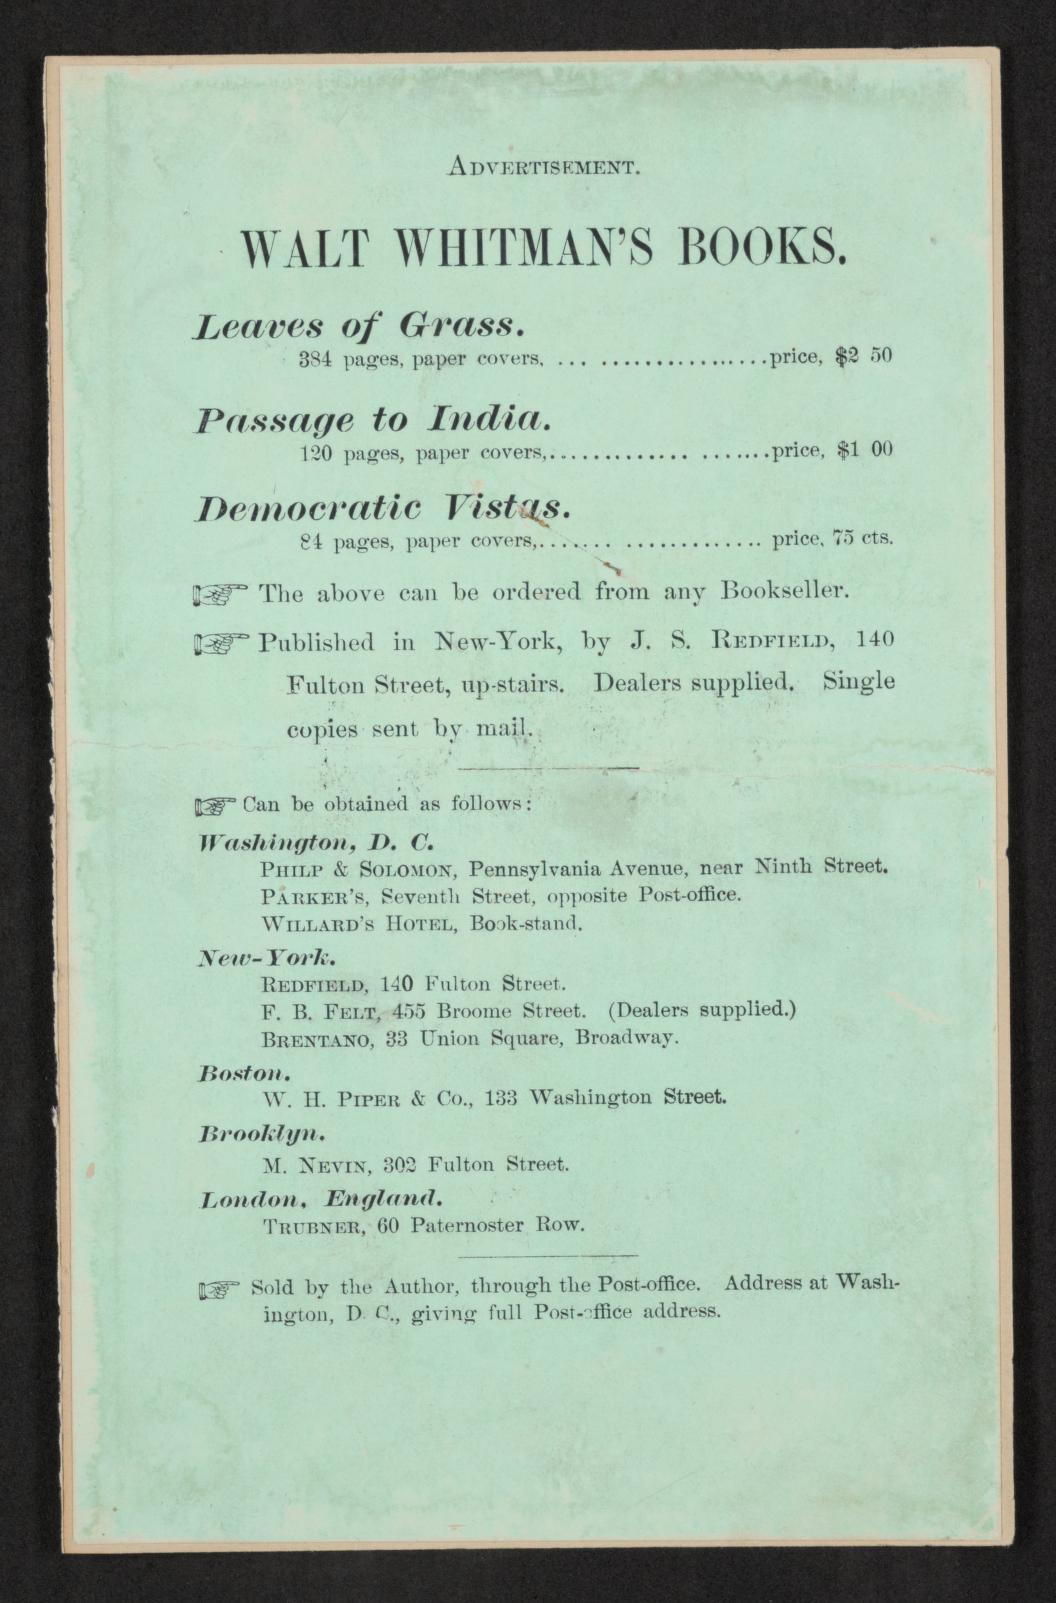 ADVERTISEMENT.
WALT WHITMAN'S BOOKS.
Leaves of Grass.
384 pages, paper covers, ... ................price, $2 50
Passage to India.
120 pages, paper covers,.............. .......price, $1 00
Democratic Vistas.
84 pages, paper covers,....... ............. price, 75 cts.
☞ The above can be ordered from any Bookseller.
☞ Published in New-York, by J. S. REDFIELD, 140
Fulton Street, up-stairs. Dealers supplied. Single
copies sent by mail.
☞ Can be obtained as follows:
Washington, D. C.
PHILP & SOLOMON, Pennsylvania Avenue, near Ninth Street.
PARKER'S, Seventh Street, opposite Post-office.
WILLARD'S HOTEL, Book-stand.
New-York.
REDFIELD, 140 Fulton Street.
F. B. FELT, 455 Broome Street. (Dealers supplied.)
BRENTANO, 33 Union Square, Broadway.
Boston.
W. H. PIPER & Co., 133 Washington Street.
Brooklyn.
M. NEVIN, 302 Fulton Street.
London, England.
TRUBNER, 60 Paternoster Row.
☞ Sold by the Author, through the Post-office. Address at Wash-
ington, D. C., giving full Post-office address.